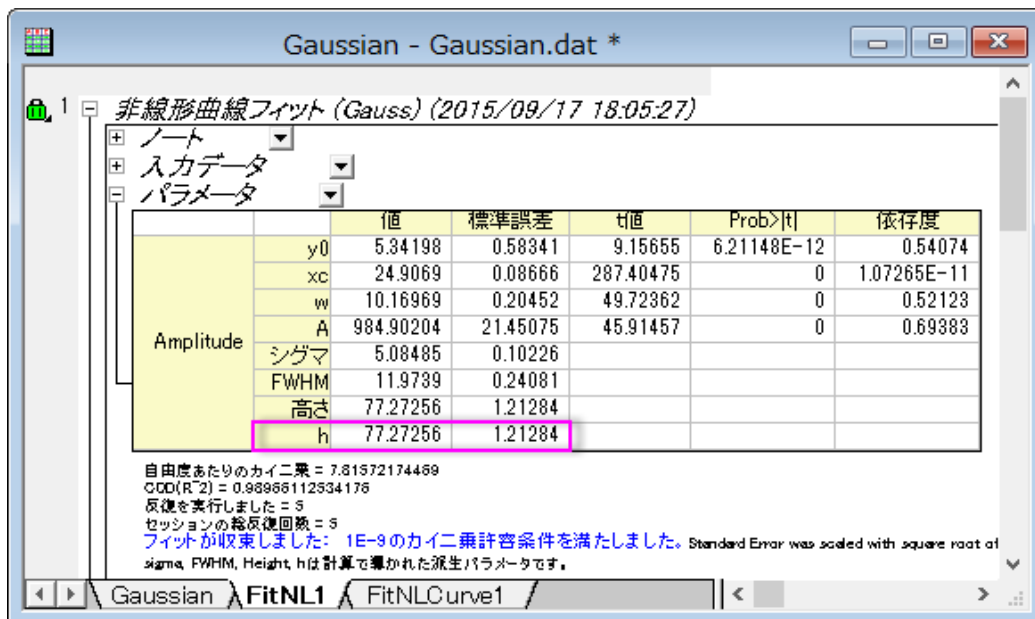 Gaussian - Gaussian.dat *
1 非線形曲線フィット (Gauss) (2015/09/17 18:05:27)
ノート
入力データ
パラメータ
値 標準誤差 t値 Prob>|t| 依存度
Amplitude
y0 5.34198 0.58341 9.15655 6.21148E-12 0.54074
xc 24.9069 0.08666 287.40475 0 1.07265E-11
w 10.16969 0.20452 49.72362 0 0.52123
A 984.90204 21.45075 45.91457 0 0.69383
シグマ 5.08485 0.10226
FWHM 11.9739 0.24081
高さ 77.27256 1.21284
h 77.27256 1.21284
自由度あたりのカイ二乗 = 7.81572174469
COD(R^2) = 0.98966112534176
反復を実行しました = 5
セッションの総反復回数 = 5
フィットが収束しました: 1E-9のカイ二乗許容条件を満たしました。 Standard Error was scaled with square root of
sigma, FWHM, Height, hは計算で導かれた派生パラメータです。
Gaussian FitNL1 FitNLCurve1